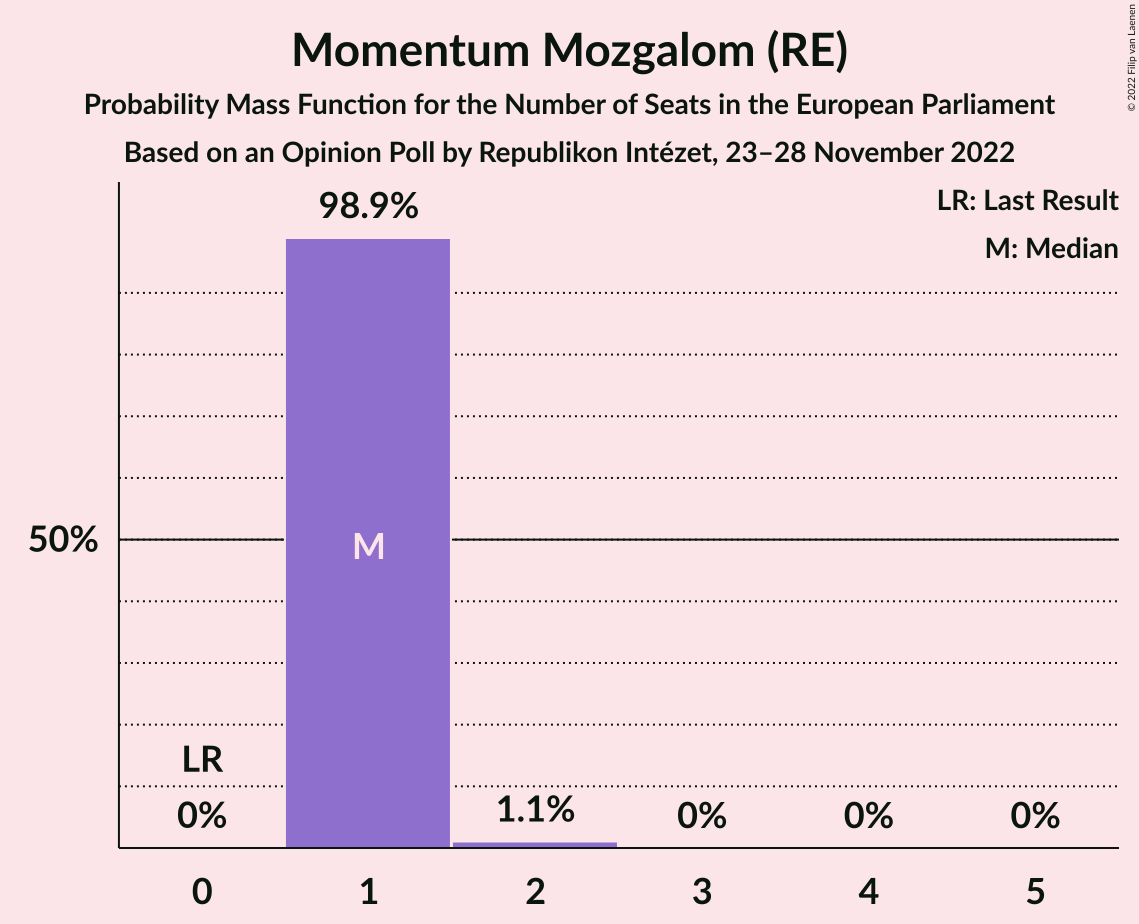 Momentum Mozgalom (RE)
Probability Mass Function for the Number of Seats in the European Parliament
Based on an Opinion Poll by Republikon Intézet, 23–28 November 2022
© 2022 Filip van Laenen
LR: Last Result
M: Median
98.9%
50%
M
LR
0%
1.1%
0%
0%
0%
0
1
2
3
4
5